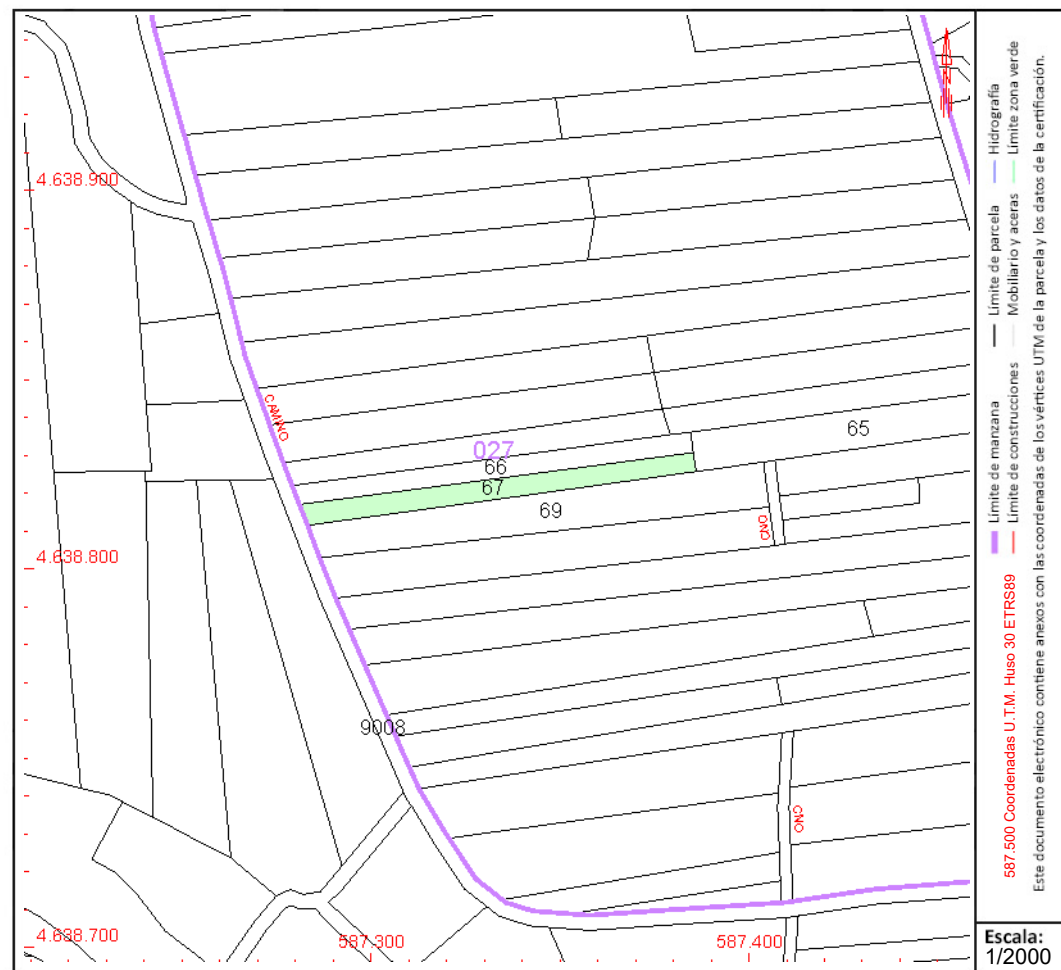 4.638.900
CAMINO
027
66
65
67
69
CNO
4.638.800
9008
CNO
4.638.700
587.300
587.400
Límite de manzana
Límite de parcela
Hidrografía
Límite de construcciones
Mobiliario y aceras
Límite zona verde
587.500 Coordenadas U.T.M. Huso 30 ETRS89
Este documento electrónico contiene anexos con las coordenadas de los vértices UTM de la parcela y los datos de la certificación.
Escala:
1/2000